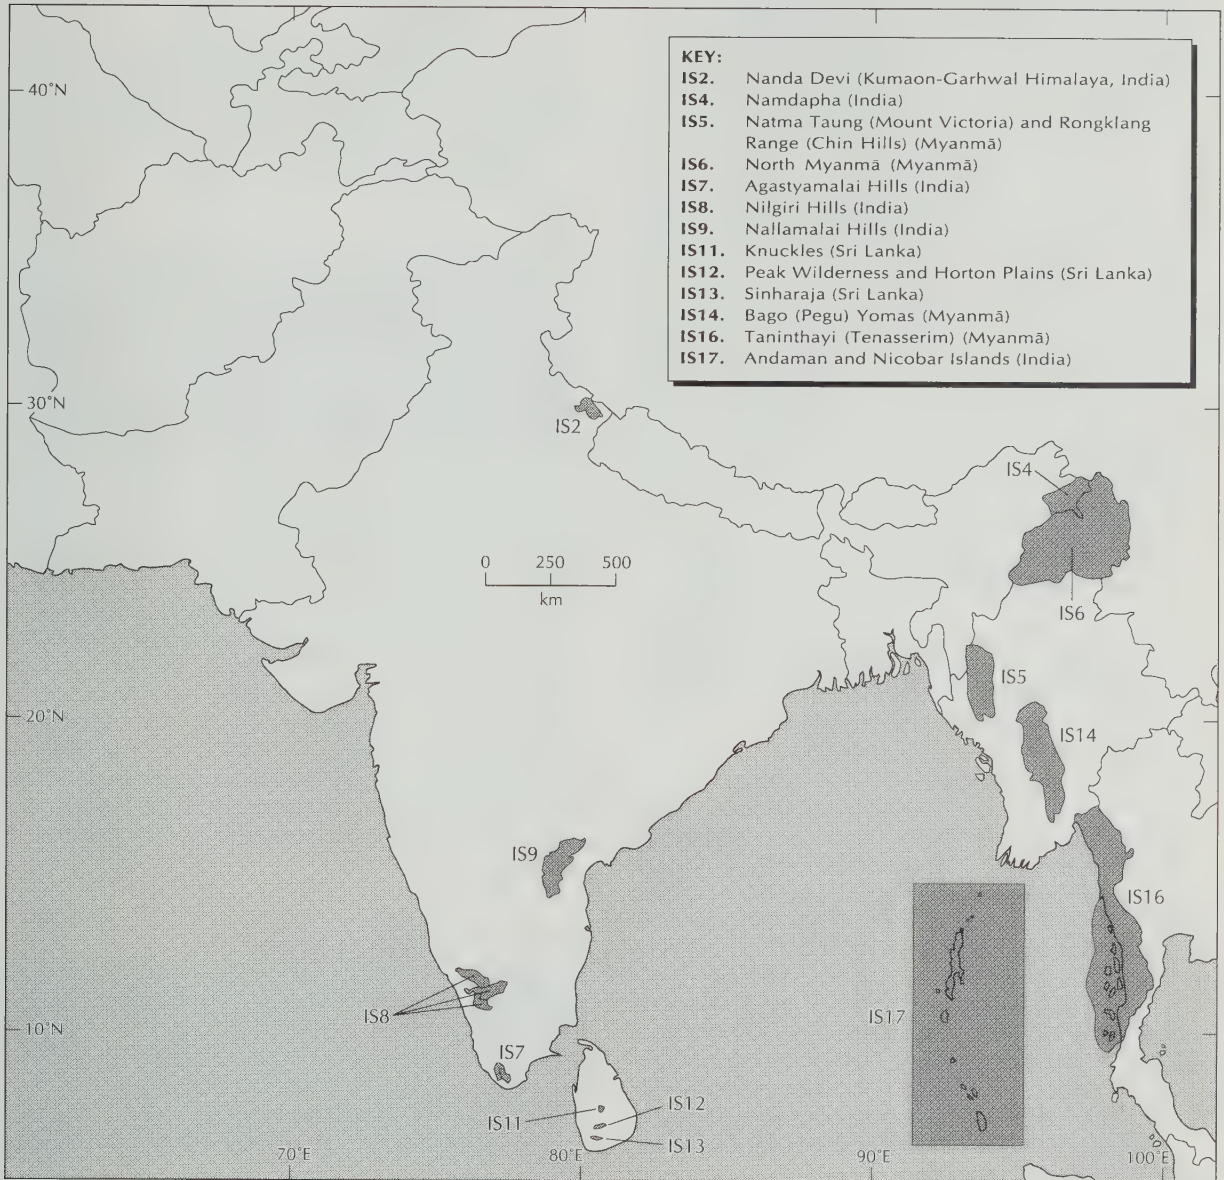 KEY:
IS2. Nanda Devi (Kumaon-Garhwal Himalaya, India)
IS4. Namdapha (India)
IS5. Natma Taung (Mount Victoria) and Rongklang
Range (Chin Hills) (Myanmā)
IS6. North Myanmā (Myanmā)
IS7. Agastyamalai Hills (India)
IS8. Nilgiri Hills (India)
IS9. Nallamalai Hills (India)
IS11. Knuckles (Sri Lanka)
IS12. Peak Wilderness and Horton Plains (Sri Lanka)
IS13. Sinharaja (Sri Lanka)
IS14. Bago (Pegu) Yomas (Myanmā)
IS16. Taninthayi (Tenasserim) (Myanmā)
IS17. Andaman and Nicobar Islands (India)
40°N
30°N
IS2
IS4
0 250 500
km
IS6
IS5
20°N
IS14
IS9
IS16
IS8
IS17
10°N
IS7
IS11
IS12
IS13
70°E
80°E
90°E
100°E